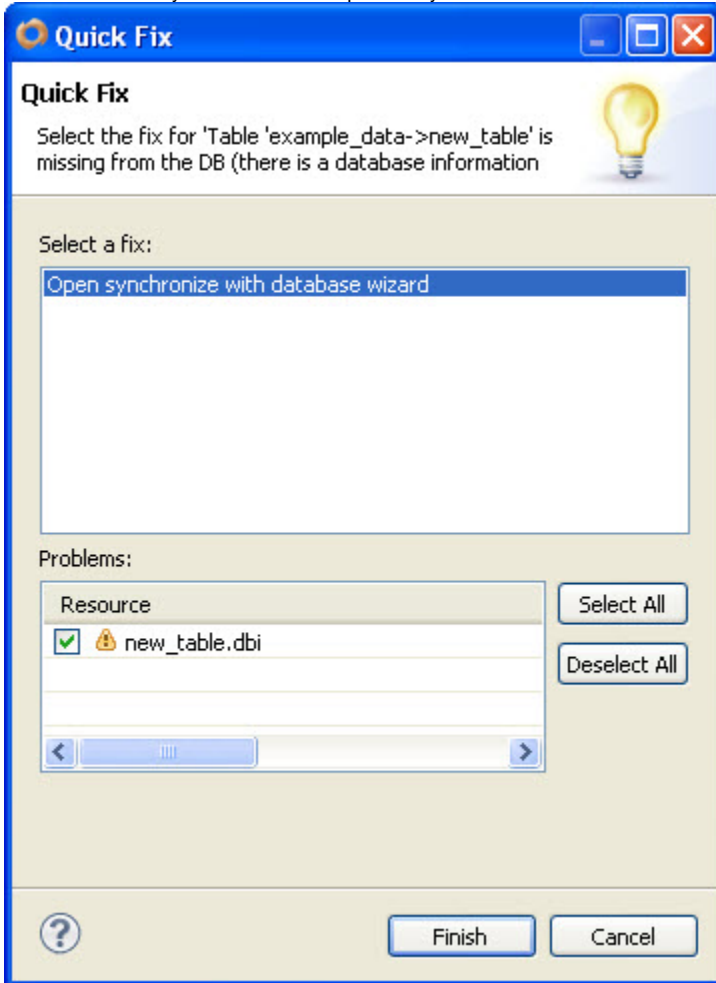 Quick Fix
Quick Fix
Select the fix for 'Table 'example_data->new_table' is
missing from the DB (there is a database information
Select a fix:
Open synchronize with database wizard
Problems:
Resource
Select All
new_table.dbi
Deselect All
?
Finish
Cancel